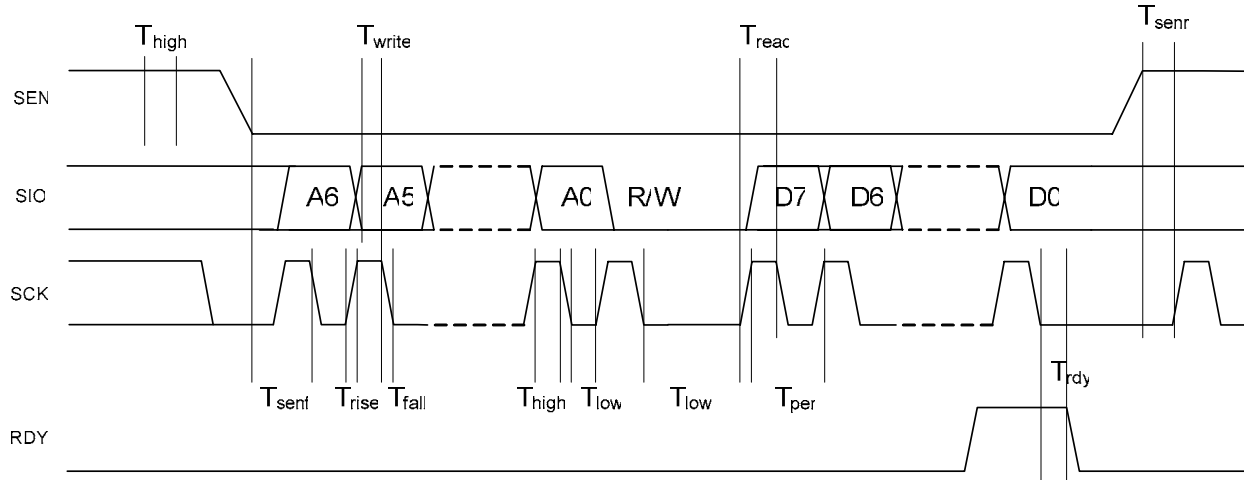 Thigh Twrite Treac Tsenr
SEN
SIO A6 A5 A0 R/W D7 D6 D0
SCK
Tsenf Trise Tfall Thigh Tlow Tlow Tper Trdy
RDY